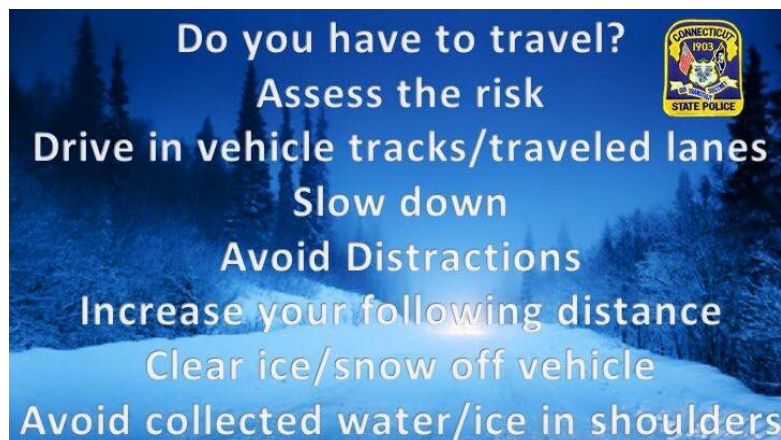 Do you have to travel?
CONNECTICUT
1903
STATE POLICE
Assess the risk
Drive in vehicle tracks/traveled lanes
Slow down
Avoid Distractions
Increase your following distance
Clear ice/snow off vehicle
Avoid collected water/ice in shoulders